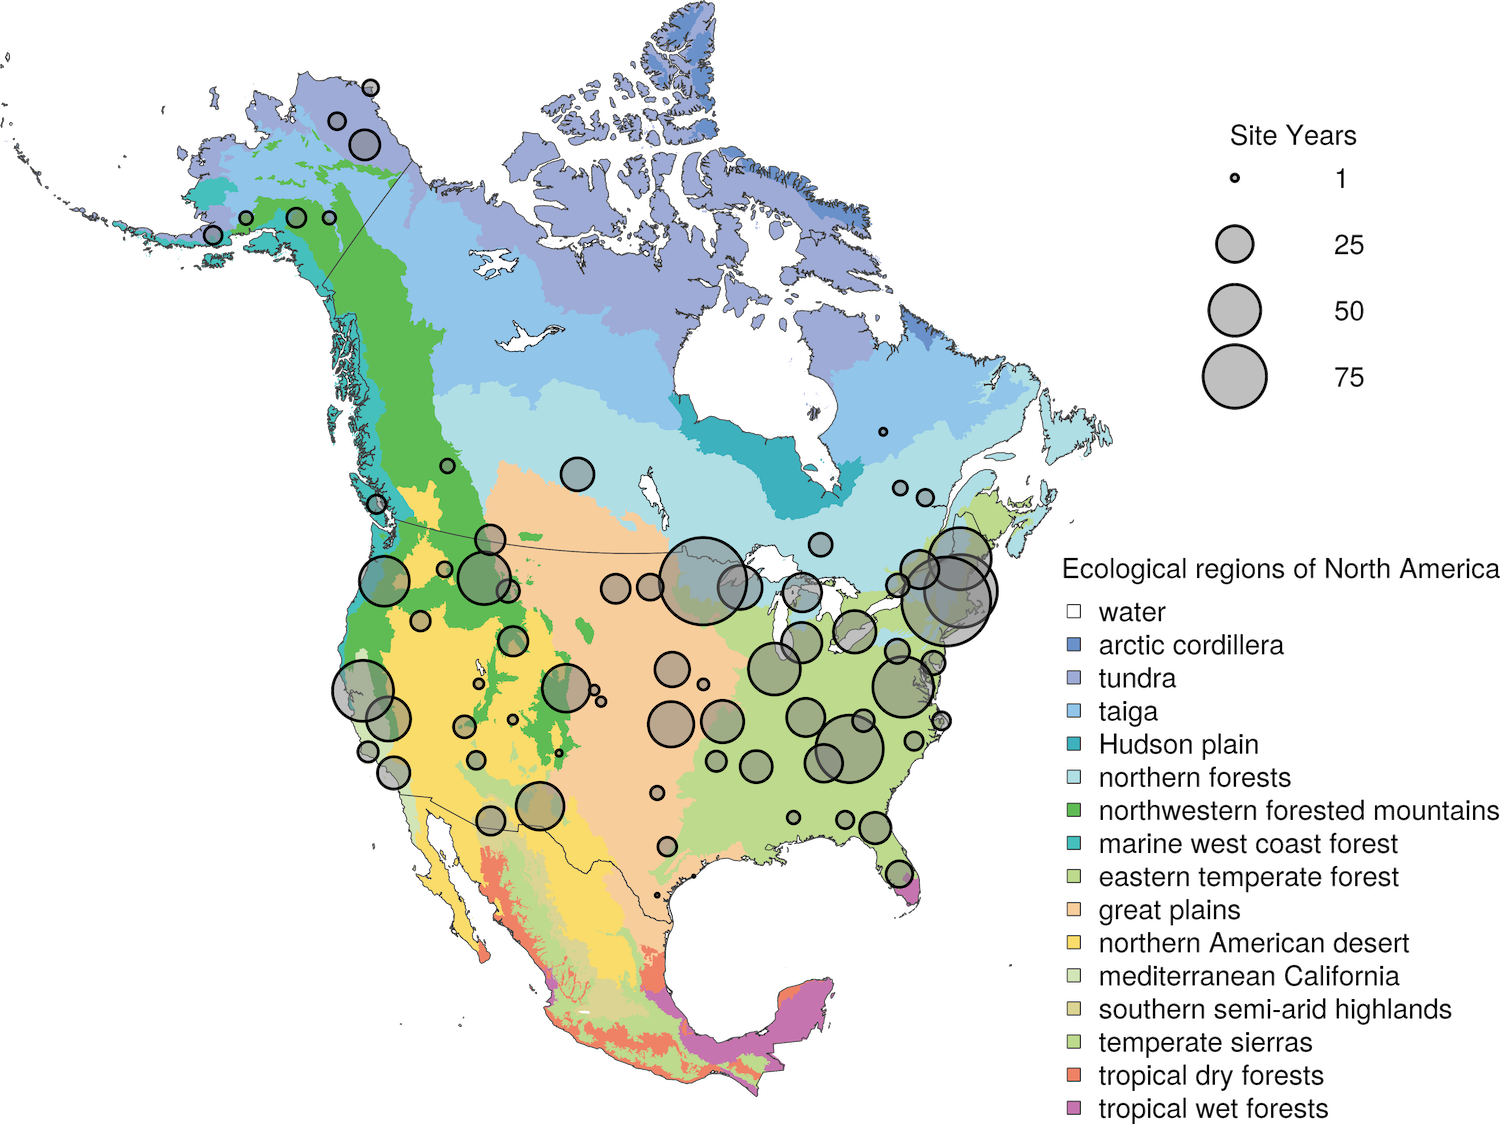 Site Years
1
25
50
75
Ecological regions of North America
water
arctic cordillera
tundra
taiga
Hudson plain
northern forests
northwestern forested mountains
marine west coast forest
eastern temperate forest
great plains
northern American desert
mediterranean California
southern semi-arid highlands
temperate sierras
tropical dry forests
tropical wet forests